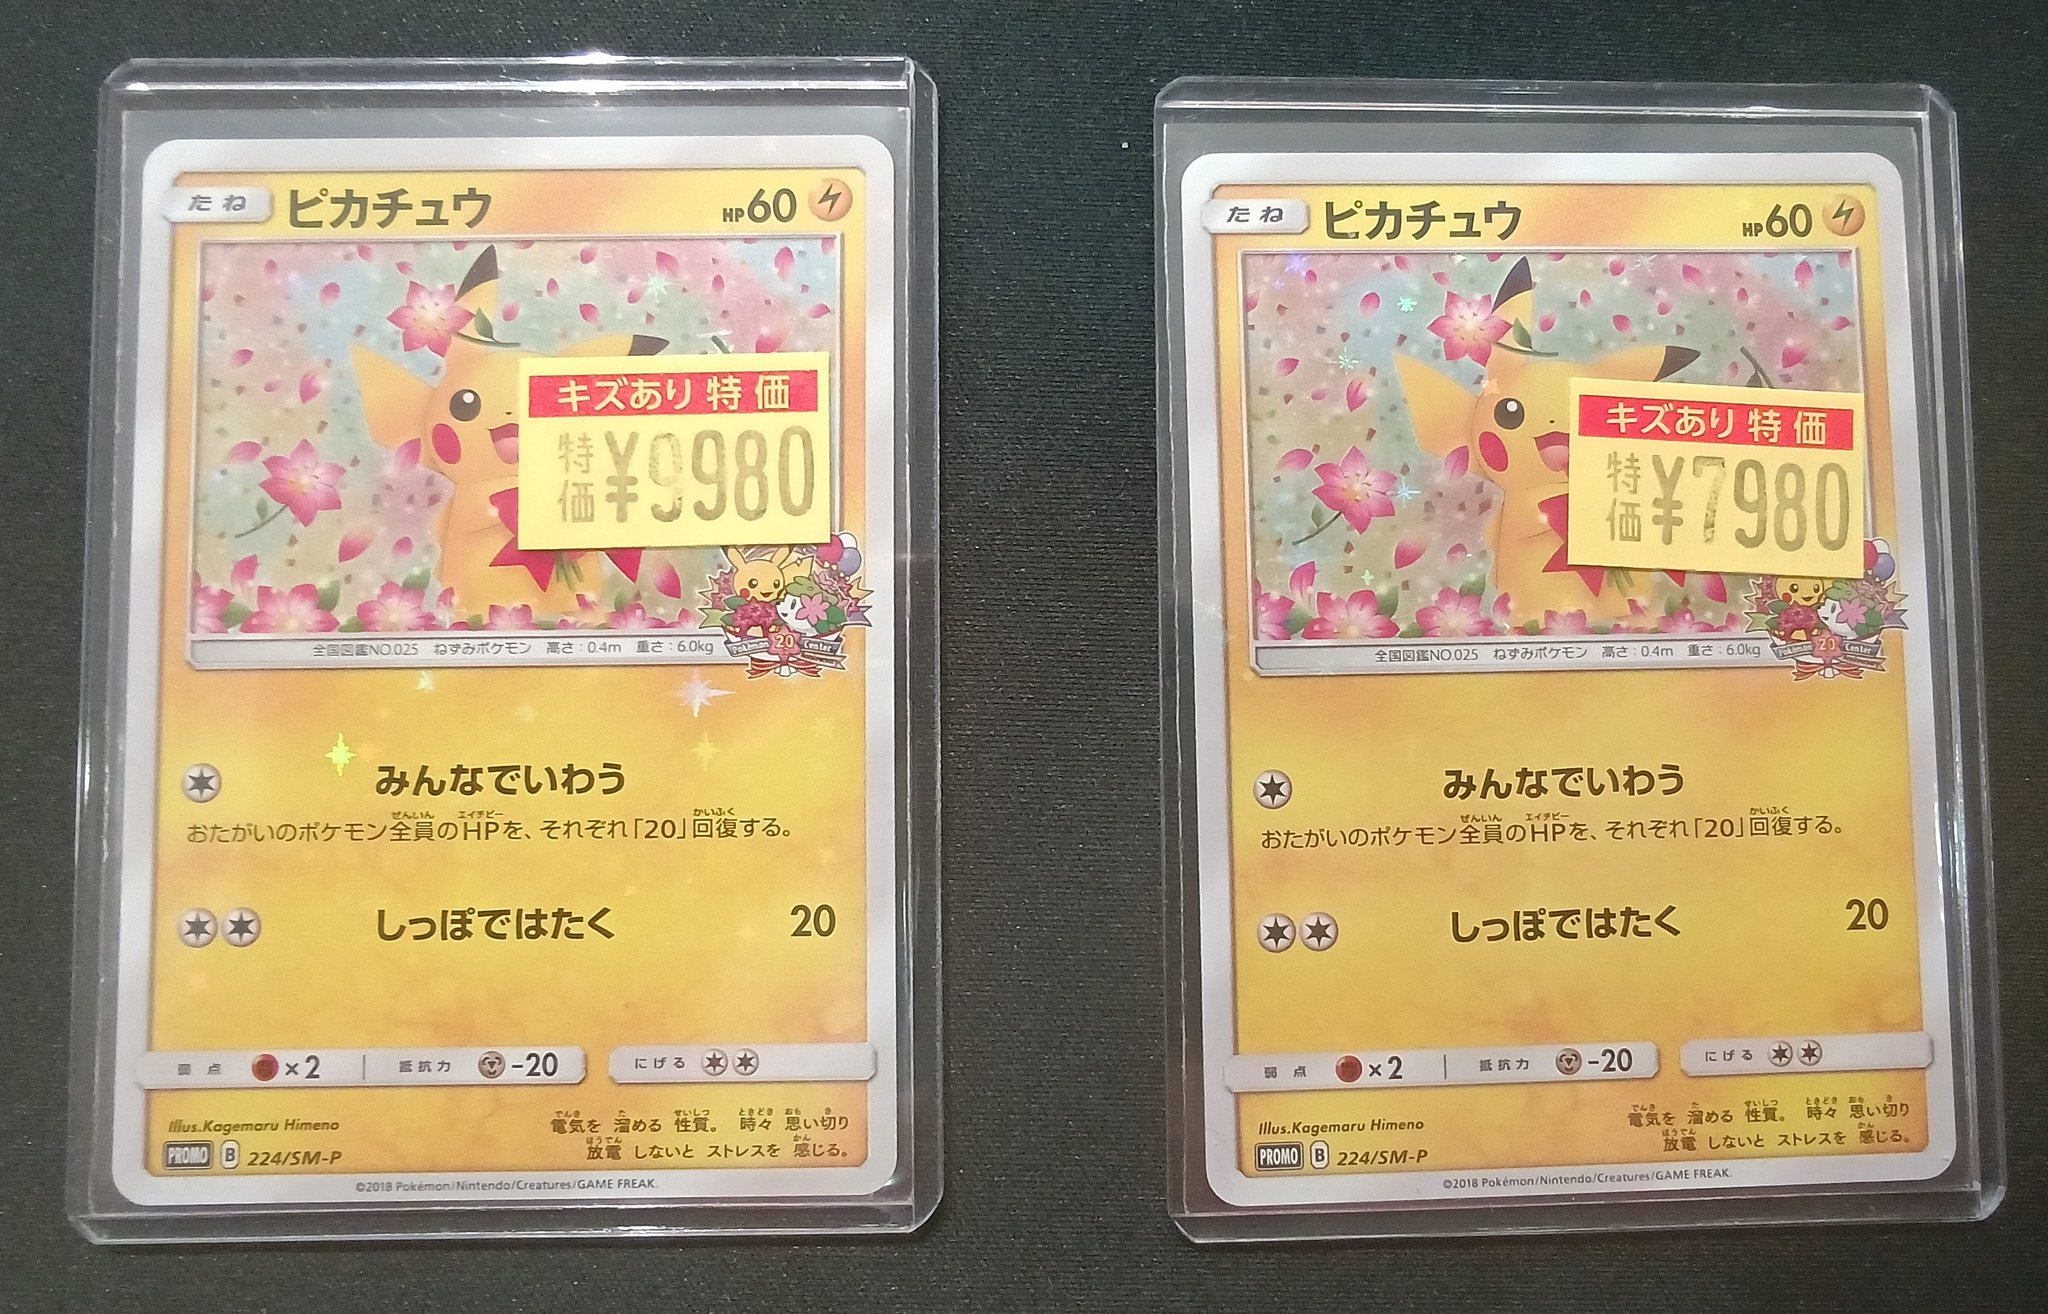 たね ピカチュウ HP60
キズあり特価
特価 ¥9980
全国図鑑NO.025 ねずみポケモン 高さ:0.4m 重さ:6.0kg
Pokémon 20 Center
みんなでいわう
おたがいのポケモン全員のHPを、それぞれ「20」回復する。
しっぽではたく 20
弱点 ×2 抵抗力 -20 にげる
Illus.Kagemaru Himeno
電気を 溜める 性質。 時々 思い切り
放電 しないと ストレスを 感じる。
PROMO B 224/SM-P
©2018 Pokémon/Nintendo/Creatures/GAME FREAK.
たね ピカチュウ HP60
キズあり特価
特価 ¥7980
全国図鑑NO.025 ねずみポケモン 高さ:0.4m 重さ:6.0kg
Pokémon 20 Center
みんなでいわう
おたがいのポケモン全員のHPを、それぞれ「20」回復する。
しっぽではたく 20
弱点 ×2 抵抗力 -20 にげる
Illus.Kagemaru Himeno
電気を 溜める 性質。 時々 思い切り
放電 しないと ストレスを 感じる。
PROMO B 224/SM-P
©2018 Pokémon/Nintendo/Creatures/GAME FREAK.